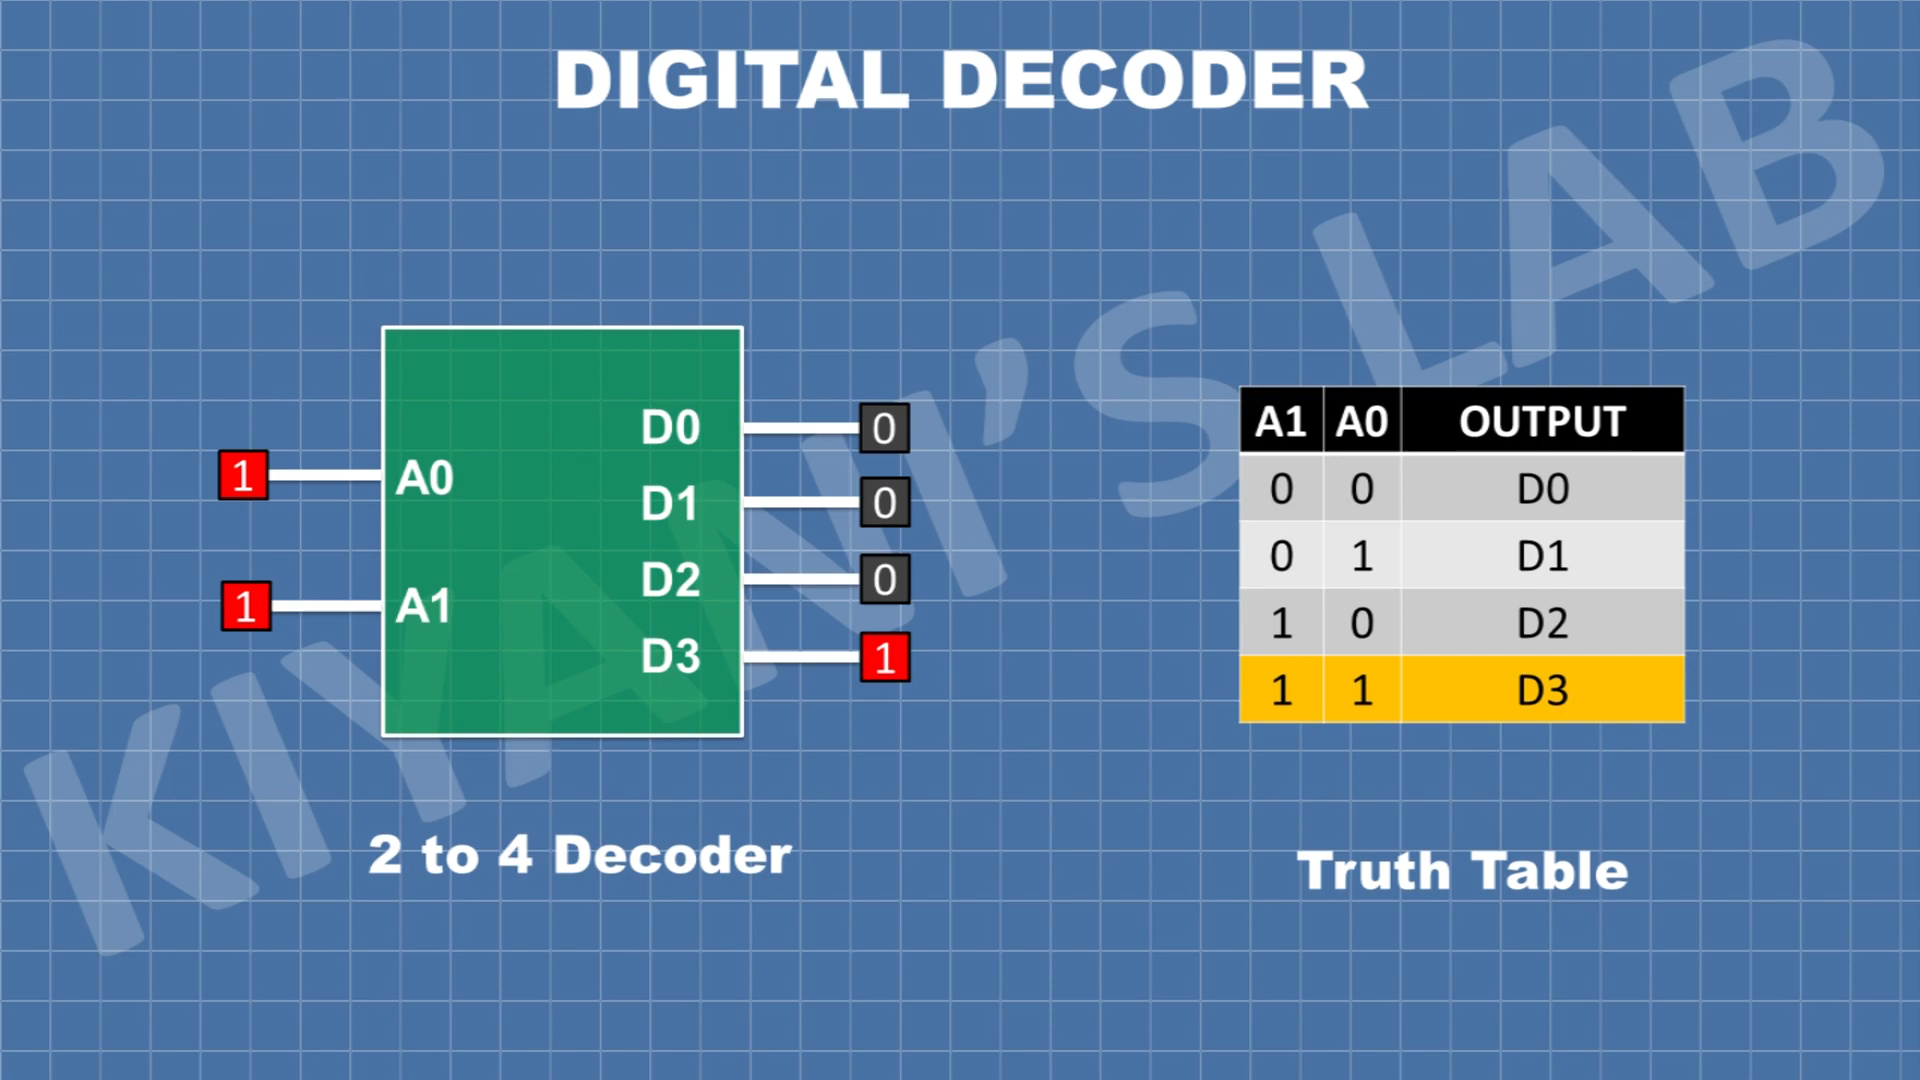 DIGITAL DECODER
KIYANI'S LAB
D0 0
1 A0
D1 0
D2 0
1 A1
D3 1
2 to 4 Decoder
A1 A0 OUTPUT
0 0 D0
0 1 D1
1 0 D2
1 1 D3
Truth Table